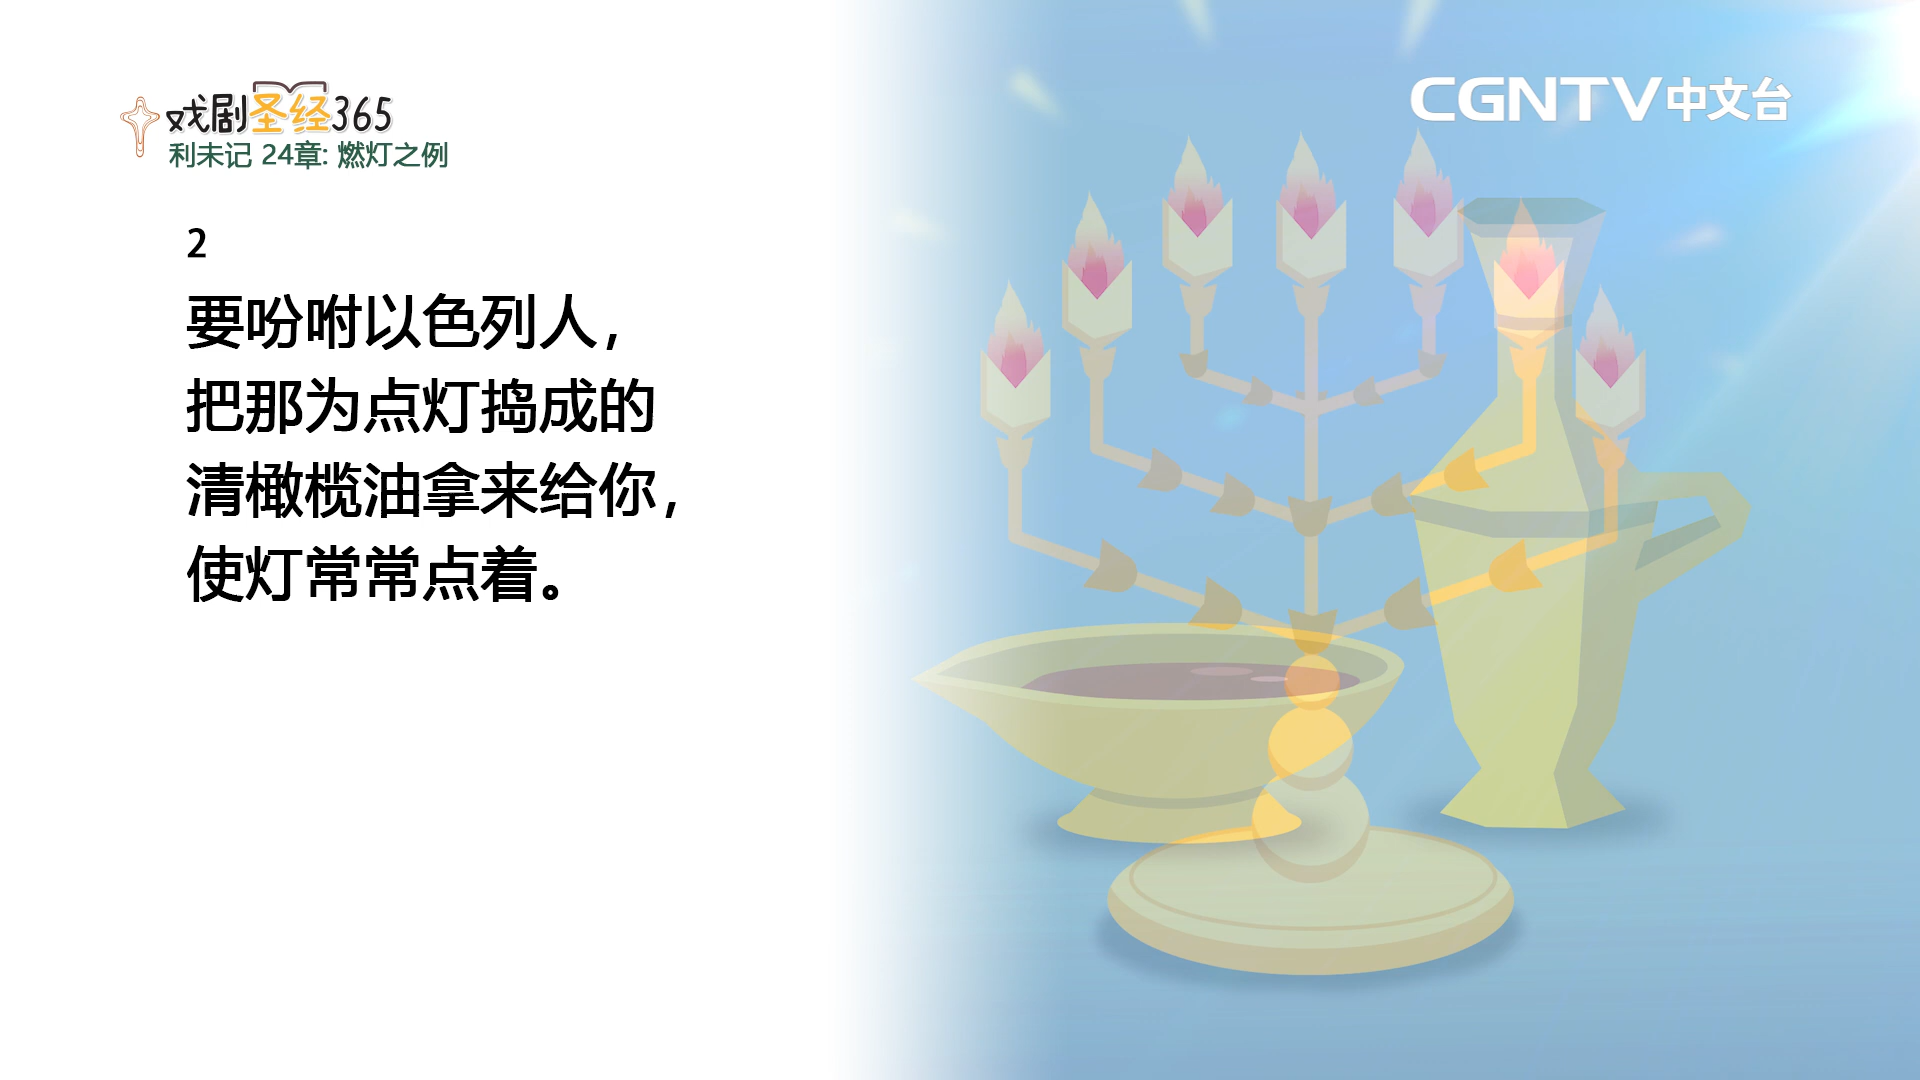 戏剧圣经365
CGNTV中文台
利未记 24章: 燃灯之例
2
要吩咐以色列人，
把那为点灯捣成的
清橄榄油拿来给你，
使灯常常点着。